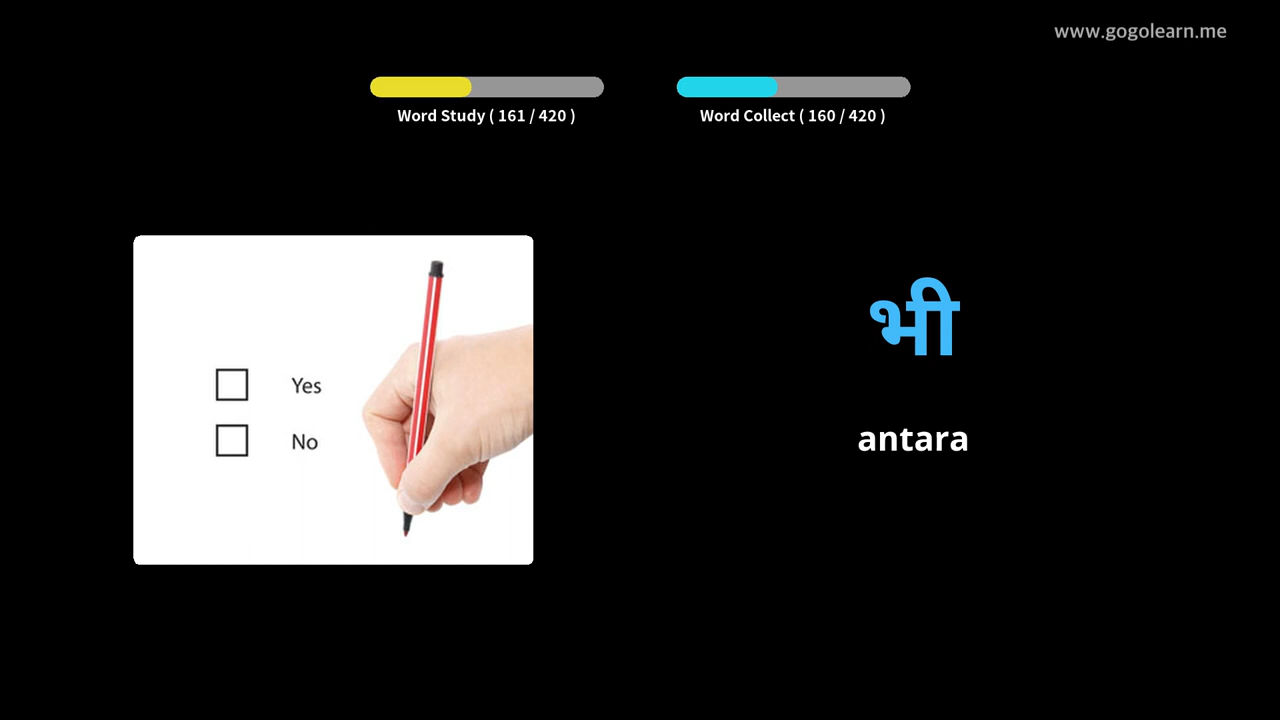 www.gogolearn.me
Word Study ( 161 / 420 )
Word Collect ( 160 / 420 )
Yes
No
भी
antara